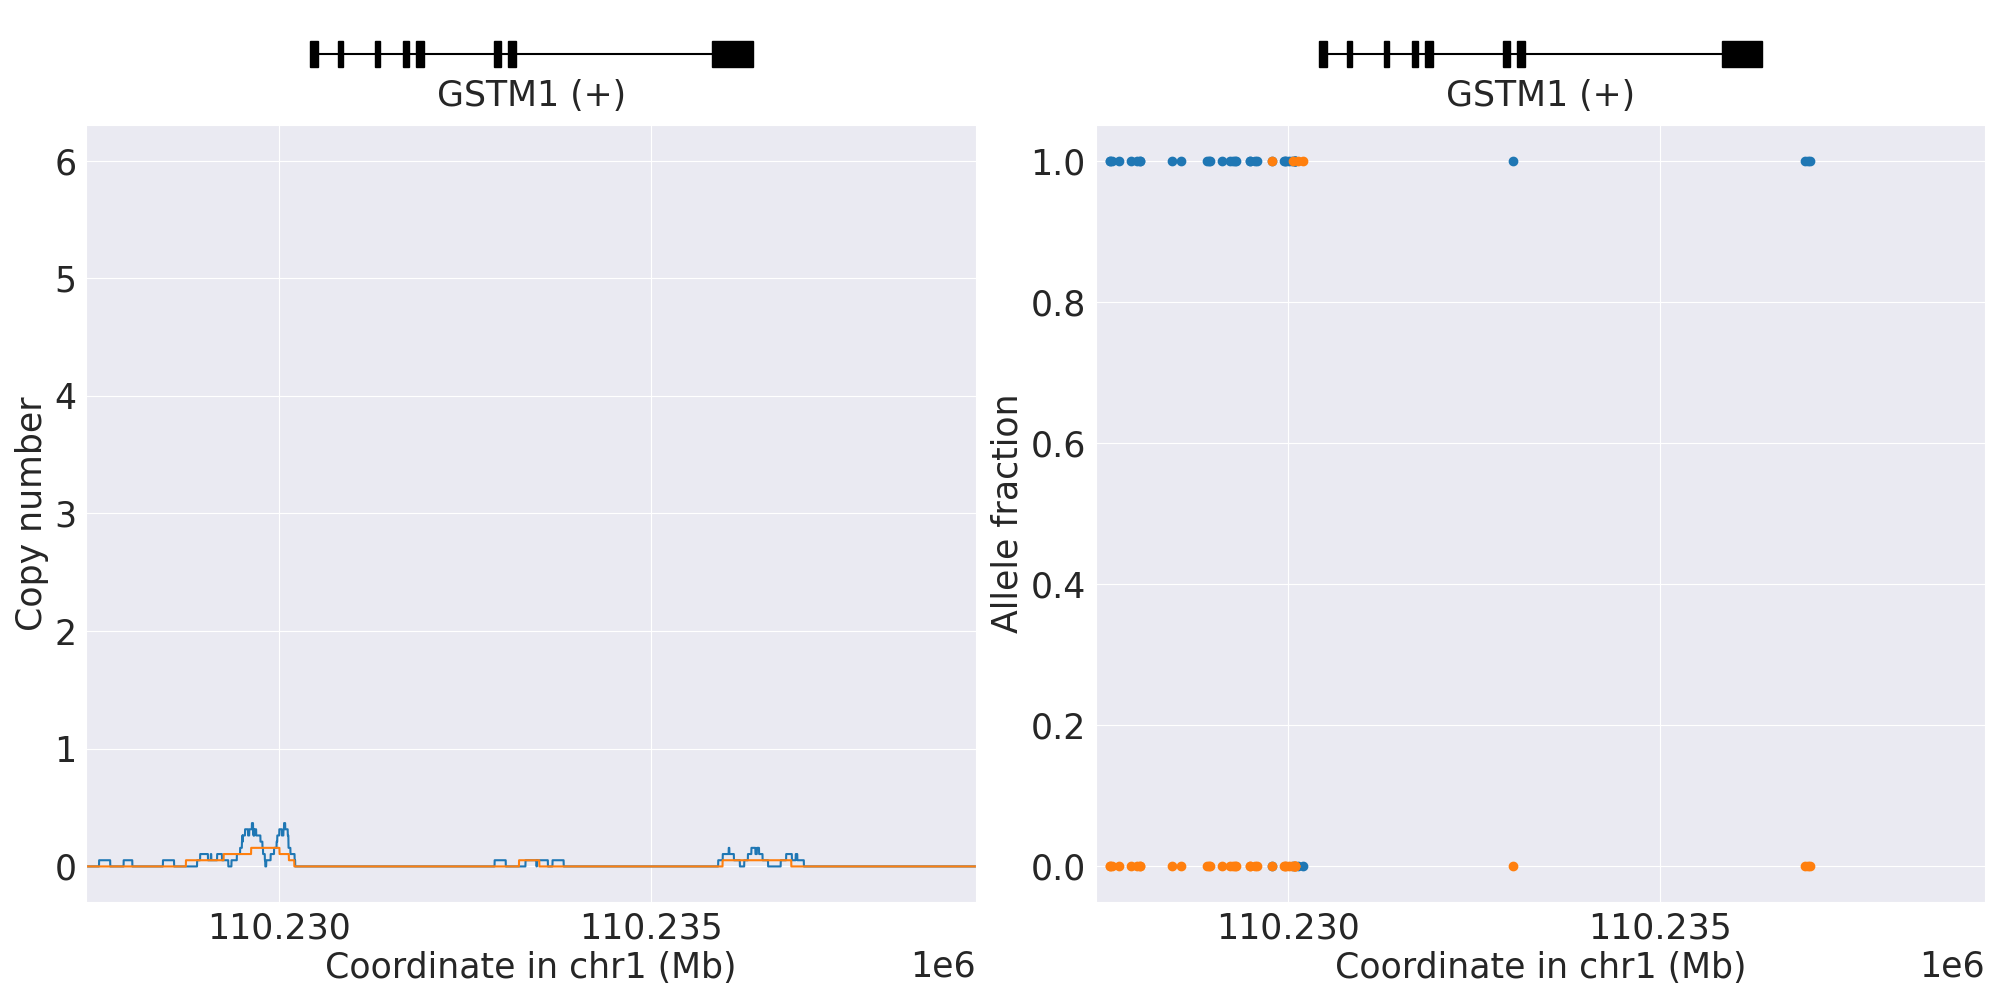 GSTM1 (+)
6
5
4
3
2
1
0
Copy number
110.230
110.235
Coordinate in chr1 (Mb)
1e6
GSTM1 (+)
1.0
0.8
0.6
0.4
0.2
0.0
Allele fraction
110.230
110.235
Coordinate in chr1 (Mb)
1e6